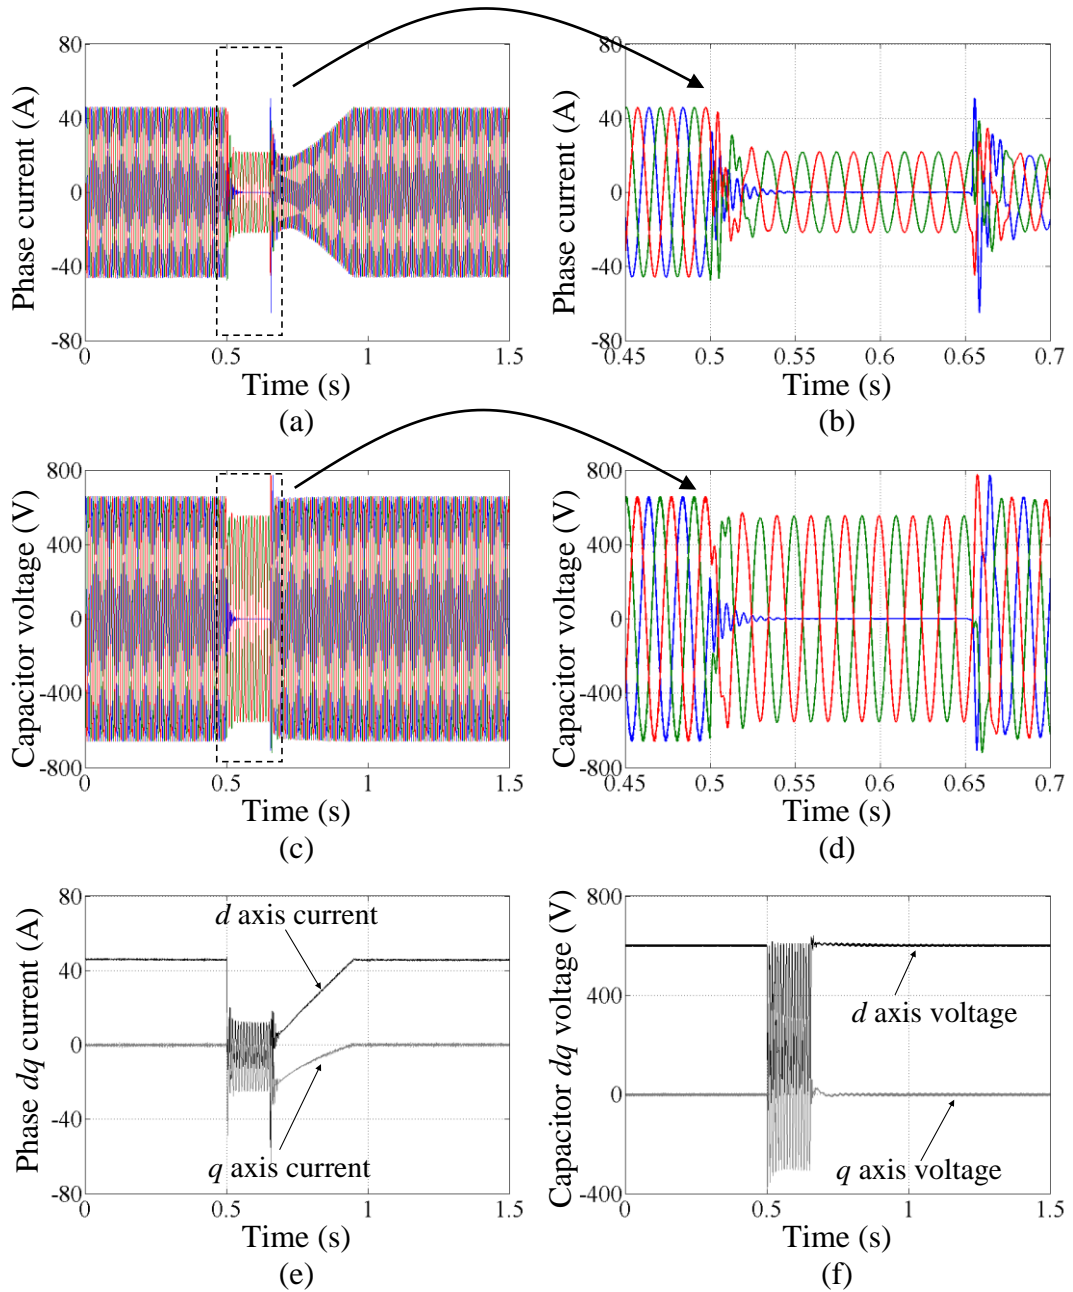 Phase current (A)
80
40
0
-40
-80
0
0.5
1
1.5
Time (s)
(a)
Phase current (A)
80
40
0
-40
-80
0.45
0.5
0.55
0.6
0.65
0.7
Time (s)
(b)
Capacitor voltage (V)
800
400
0
-400
-800
0
0.5
1
1.5
Time (s)
(c)
Capacitor voltage (V)
800
400
0
-400
-800
0.45
0.5
0.55
0.6
0.65
0.7
Time (s)
(d)
Phase dq current (A)
80
40
0
-40
-80
d axis current
q axis current
0
0.5
1
1.5
Time (s)
(e)
Capacitor dq voltage (V)
800
400
0
-400
d axis voltage
q axis voltage
0
0.5
1
1.5
Time (s)
(f)